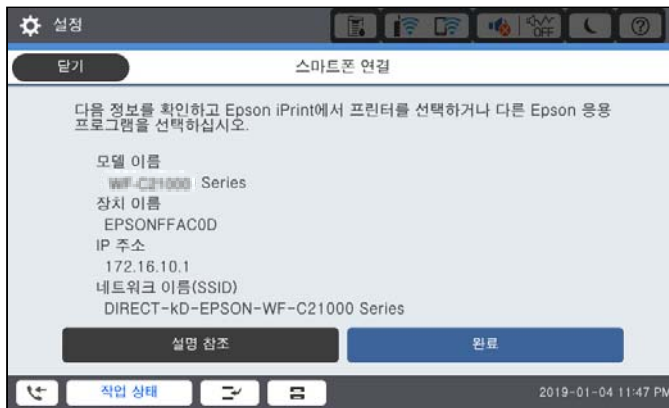 설정
OFF
닫기
스마트폰 연결
다음 정보를 확인하고 Epson iPrint에서 프린터를 선택하거나 다른 Epson 응용
프로그램을 선택하십시오.
모델 이름
WF-C21000 Series
장치 이름
EPSONFFAC0D
IP 주소
172.16.10.1
네트워크 이름(SSID)
DIRECT-kD-EPSON-WF-C21000 Series
설명 참조
완료
작업 상태
2019-01-04 11:47 PM